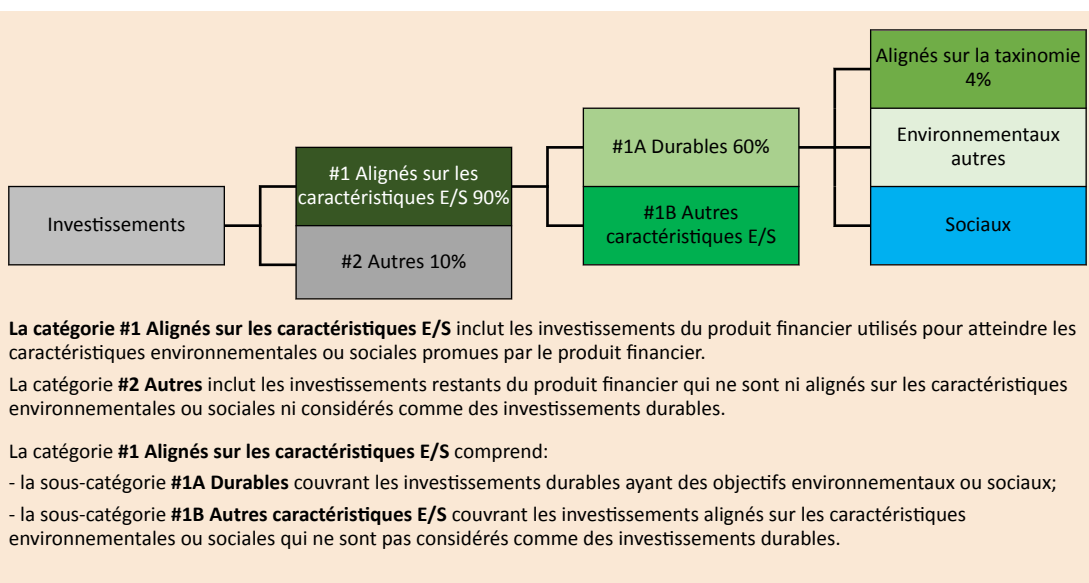 Alignés sur la taxinomie
4%
#1A Durables 60%
Environnementaux
autres
#1 Alignés sur les
caractéristiques E/S 90%
Investissements
#1B Autres
caractéristiques E/S
Sociaux
#2 Autres 10%
La catégorie #1 Alignés sur les caractéristiques E/S inclut les investissements du produit financier utilisés pour atteindre les
caractéristiques environnementales ou sociales promues par le produit financier.
La catégorie #2 Autres inclut les investissements restants du produit financier qui ne sont ni alignés sur les caractéristiques
environnementales ou sociales ni considérés comme des investissements durables.
La catégorie #1 Alignés sur les caractéristiques E/S comprend:
- la sous-catégorie #1A Durables couvrant les investissements durables ayant des objectifs environnementaux ou sociaux;
- la sous-catégorie #1B Autres caractéristiques E/S couvrant les investissements alignés sur les caractéristiques
environnementales ou sociales qui ne sont pas considérés comme des investissements durables.